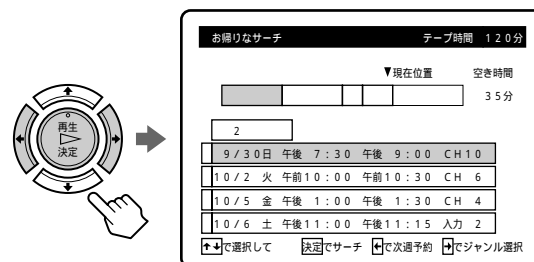 お帰りなサーチ テープ時間 120分
▼現在位置 空き時間
35分
再生
決定
2
9/30日 午後 7:30 午後 9:00 CH10
10/2 火 午前10:00 午前10:30 CH 6
10/5 金 午後 1:00 午後 1:30 CH 4
10/6 土 午後11:00 午後11:15 入力 2
↑↓で選択して 決定でサーチ ←で次週予約 →でジャンル選択